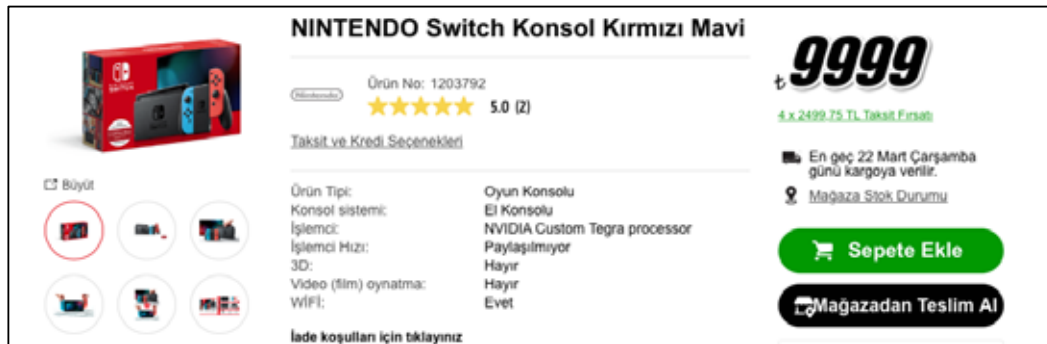 NINTENDO Switch Konsol Kırmızı Mavi
Ürün No: 1203792
Nintendo
5.0 (2)
Taksit ve Kredi Seçenekleri
Büyüt
Ürün Tipi: Oyun Konsolu
Konsol sistemi: El Konsolu
İşlemci: NVIDIA Custom Tegra processor
İşlemci Hızı: Paylaşılmıyor
3D: Hayır
Video (film) oynatma: Hayır
WİFİ: Evet
İade koşulları için tıklayınız
₺9999
4 x 2499,75 TL Taksit Fırsatı
En geç 22 Mart Çarşamba
günü kargoya verilir.
Mağaza Stok Durumu
Sepete Ekle
Mağazadan Teslim Al